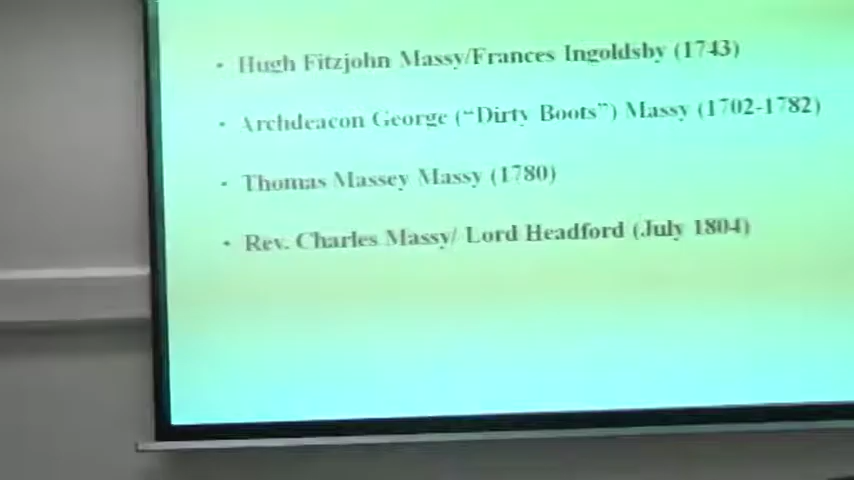 • Hugh Fitzjohn Massy/Frances Ingoldsby (1743)
• Archdeacon George (“Dirty Boots”) Massy (1702-1782)
• Thomas Massey Massy (1780)
• Rev. Charles Massy/ Lord Headford (July 1804)